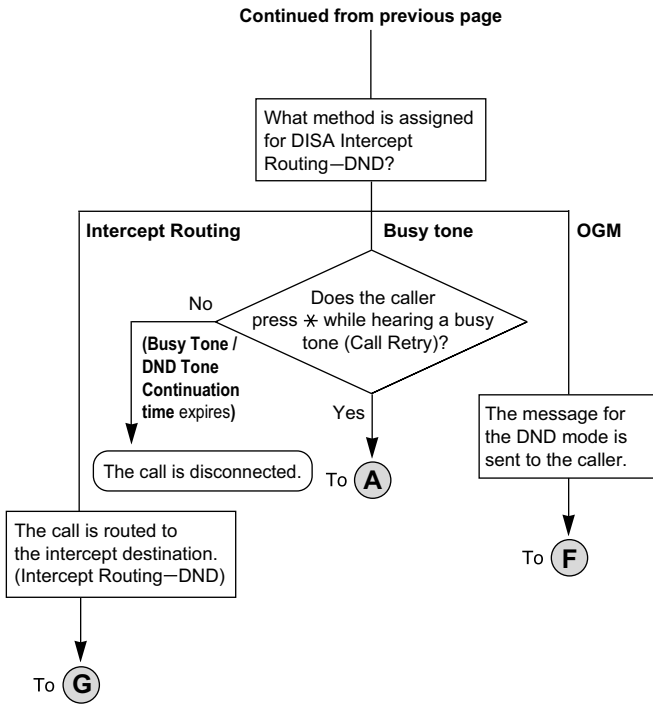 Continued from previous page
What method is assigned
for DISA Intercept
Routing—DND?
Intercept Routing
Busy tone
OGM
Does the caller
press * while hearing a busy
tone (Call Retry)?
No
(Busy Tone /
DND Tone
Continuation
time expires)
Yes
The call is disconnected.
To A
The message for
the DND mode is
sent to the caller.
To F
The call is routed to
the intercept destination.
(Intercept Routing—DND)
To G